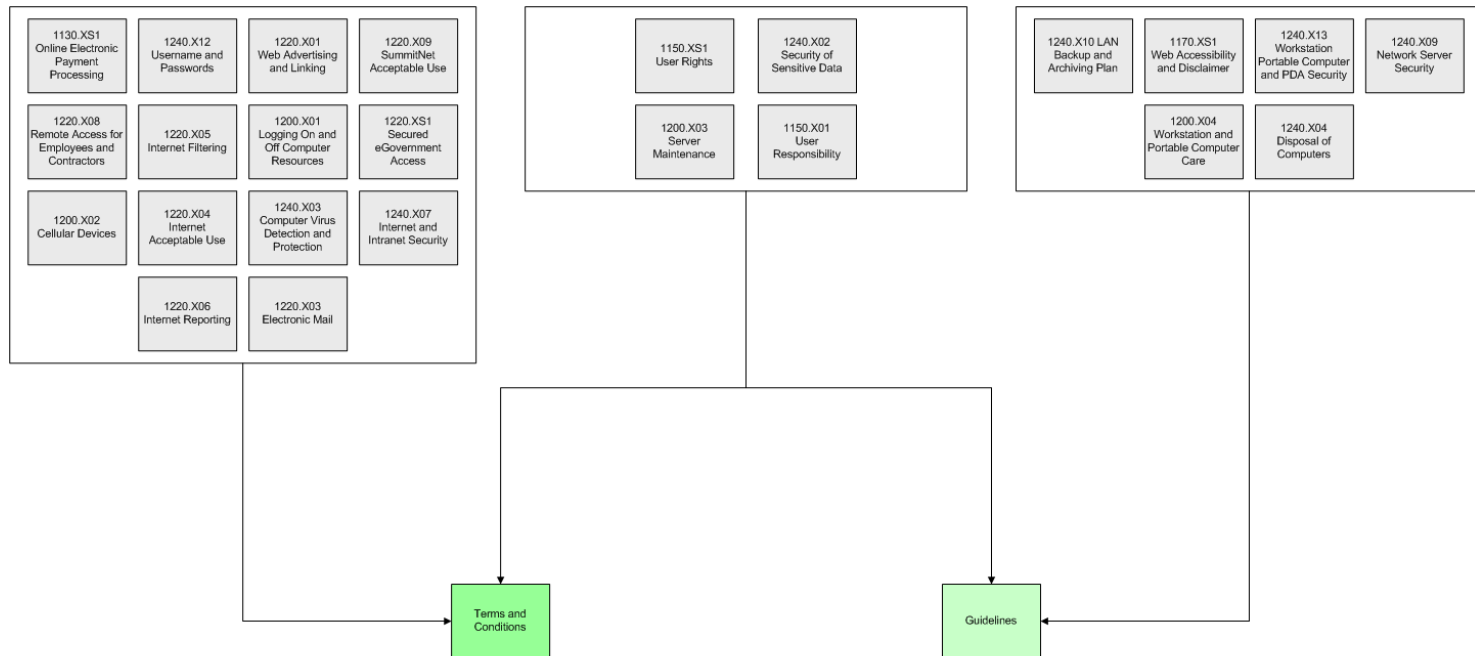 1130.XS1
Online Electronic
Payment
Processing
1240.X12
Username and
Passwords
1220.X01
Web Advertising
and Linking
1220.X09
SummitNet
Acceptable Use
1220.X08
Remote Access for
Employees and
Contractors
1220.X05
Internet Filtering
1200.X01
Logging On and
Off Computer
Resources
1220.XS1
Secured
eGovernment
Access
1200.X02
Cellular Devices
1220.X04
Internet
Acceptable Use
1240.X03
Computer Virus
Detection and
Protection
1240.X07
Internet and
Intranet Security
1220.X06
Internet Reporting
1220.X03
Electronic Mail
1150.XS1
User Rights
1240.X02
Security of
Sensitive Data
1200.X03
Server
Maintenance
1150.X01
User
Responsibility
1240.X10 LAN
Backup and
Archiving Plan
1170.XS1
Web Accessibility
and Disclaimer
1240.X13
Workstation
Portable Computer
and PDA Security
1240.X09
Network Server
Security
1200.X04
Workstation and
Portable Computer
Care
1240.X04
Disposal of
Computers
Terms and
Conditions
Guidelines